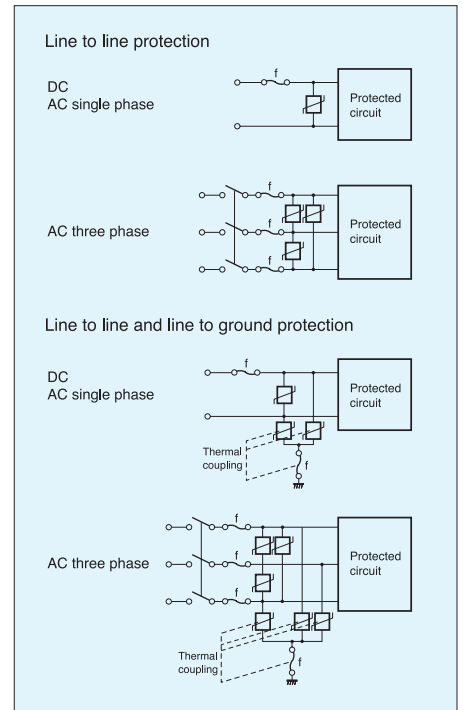 Line to line protection
DC
AC single phase
f
Protected
circuit
AC three phase
f
f
f
Protected
circuit
Line to line and line to ground protection
DC
AC single phase
f
Protected
circuit
Thermal
coupling
f
AC three phase
f
f
f
Protected
circuit
Thermal
coupling
f